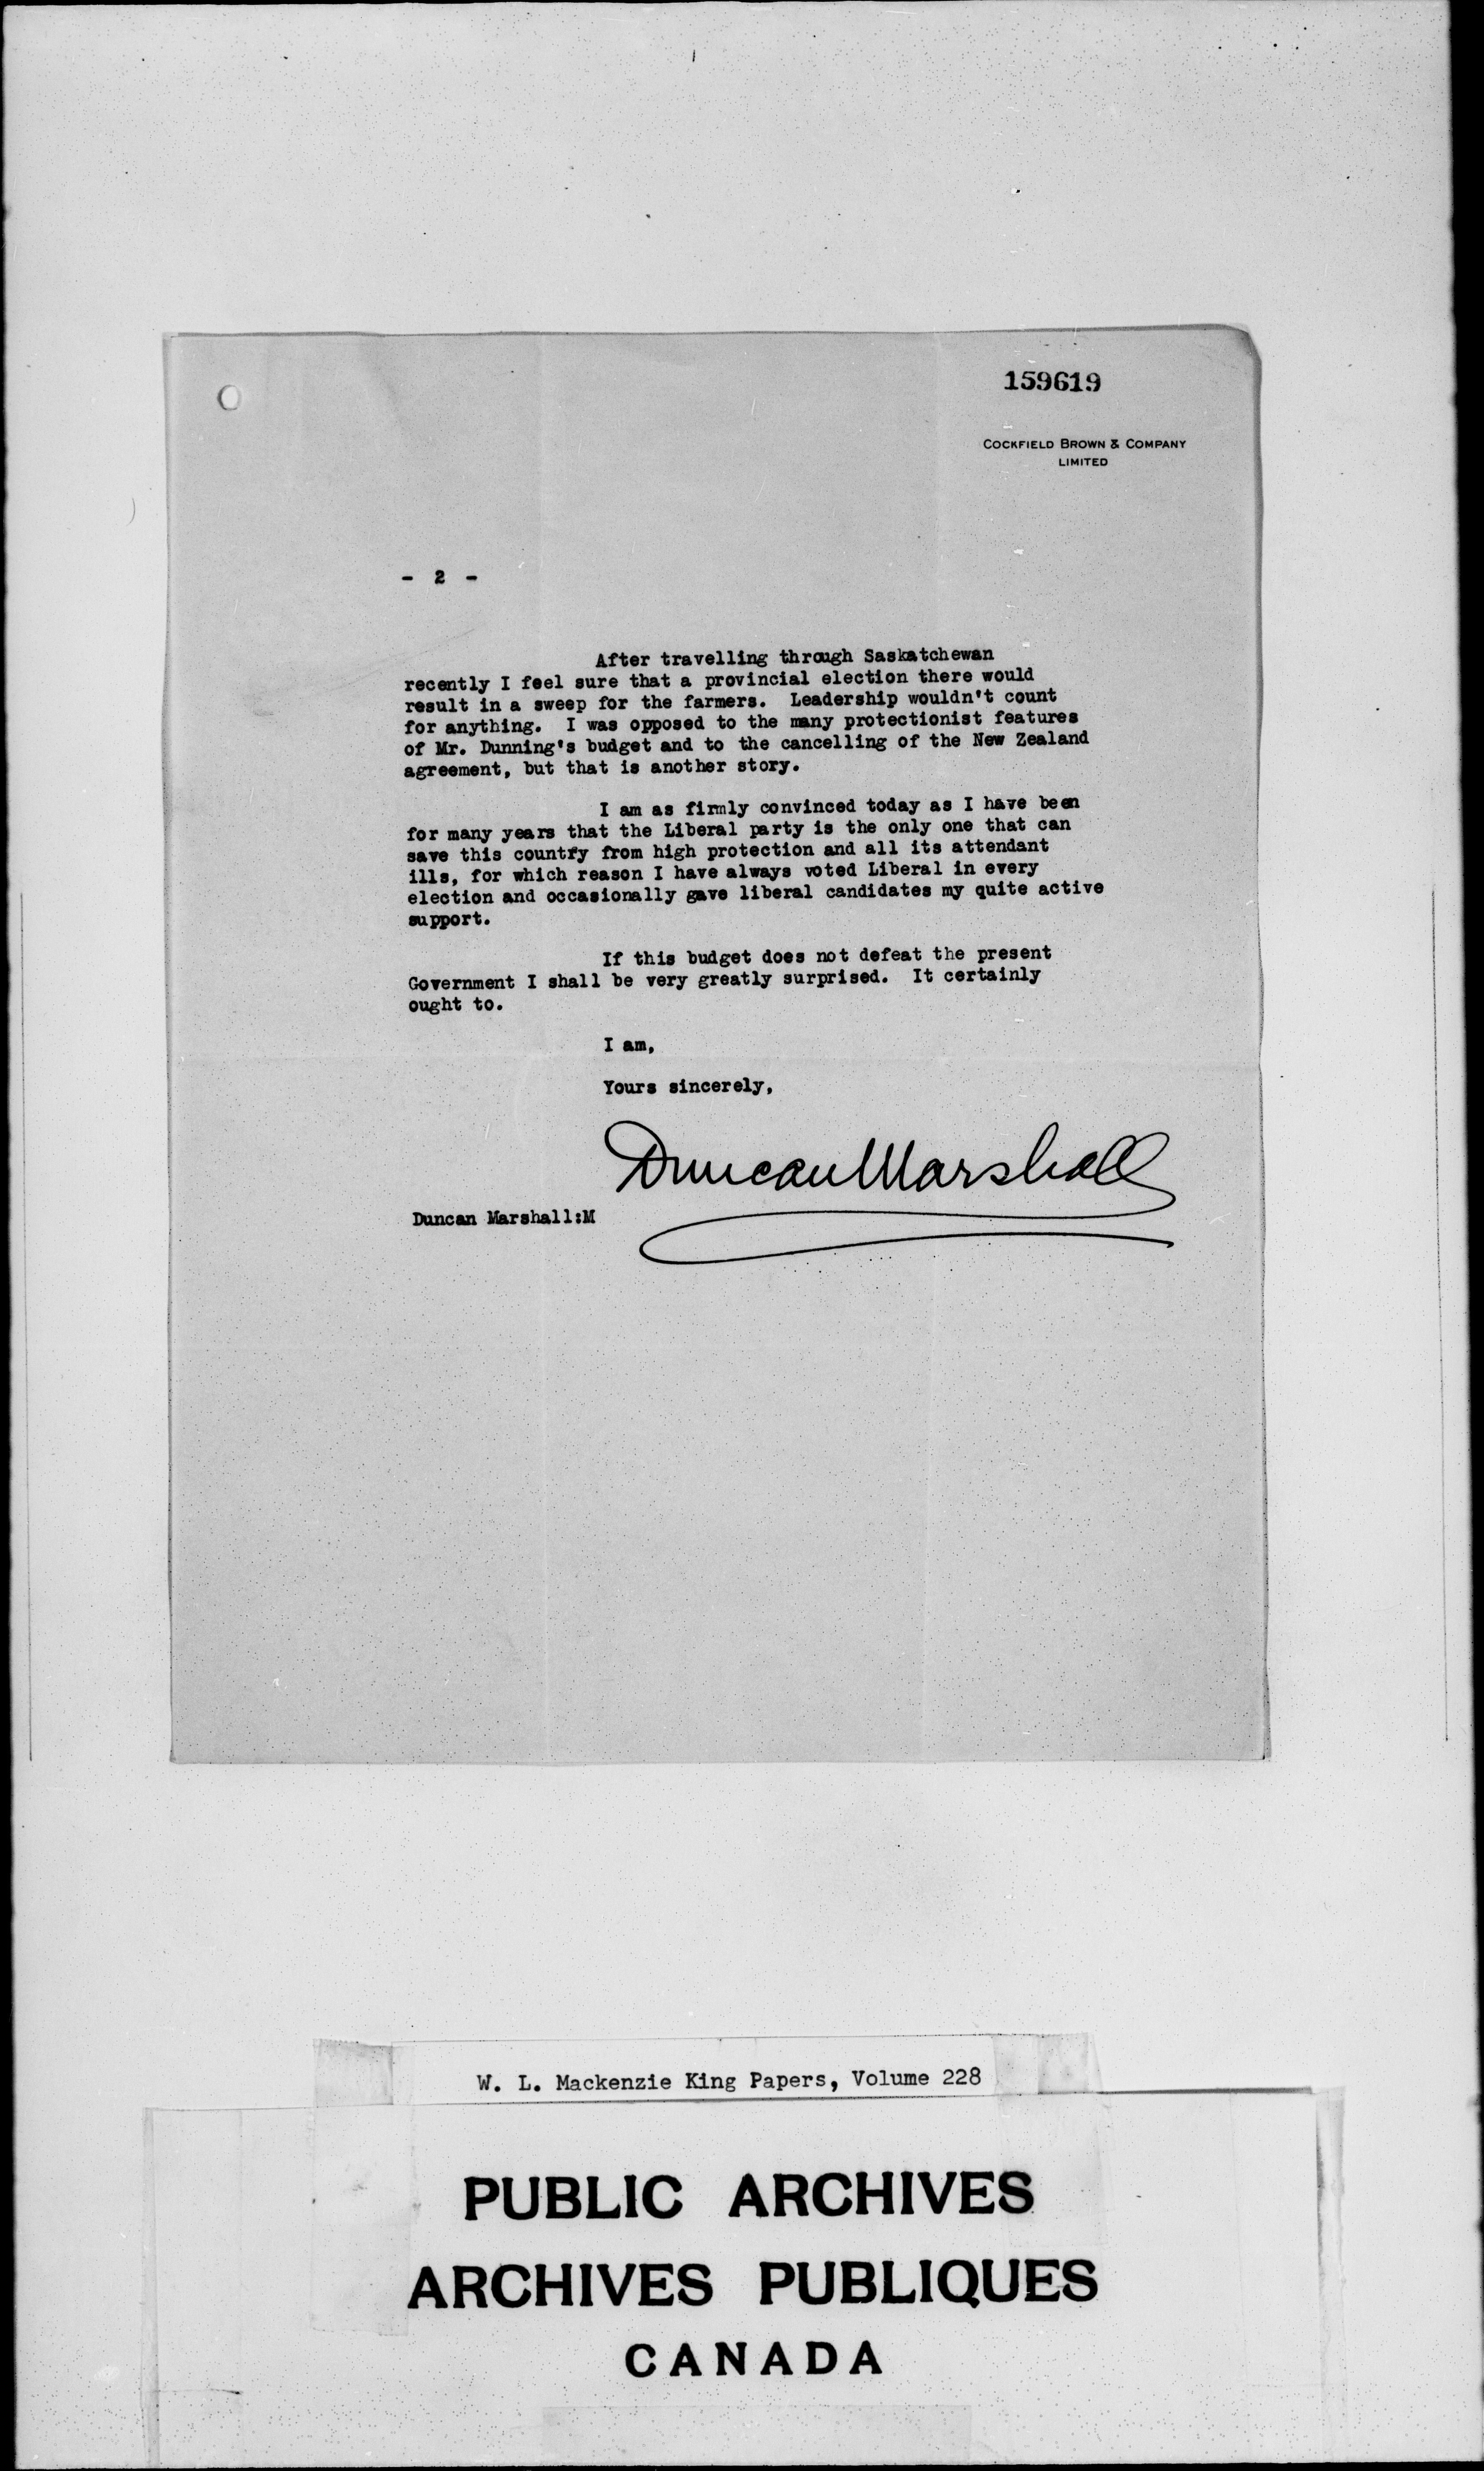 159619
COCKFIELD BROWN & COMPANY
LIMITED
- 2 -
After travelling through Saskatchewan
recently I feel sure that a provincial election there would
result in a sweep for the farmers. Leadership wouldn't count
for anything. I was opposed to the many protectionist features
of Mr. Dunning's budget and to the cancelling of the New Zealand
agreement, but that is another story.
I am as firmly convinced today as I have been
for many years that the Liberal party is the only one that can
save this country from high protection and all its attendant
ills, for which reason I have always voted Liberal in every
election and occasionally gave liberal candidates my quite active
support.
If this budget does not defeat the present
Government I shall be very greatly surprised. It certainly
ought to.
I am,
Yours sincerely,
Duncan Marshall
Duncan Marshall:M
W. L. Mackenzie King Papers, Volume 228
PUBLIC ARCHIVES
ARCHIVES PUBLIQUES
CANADA